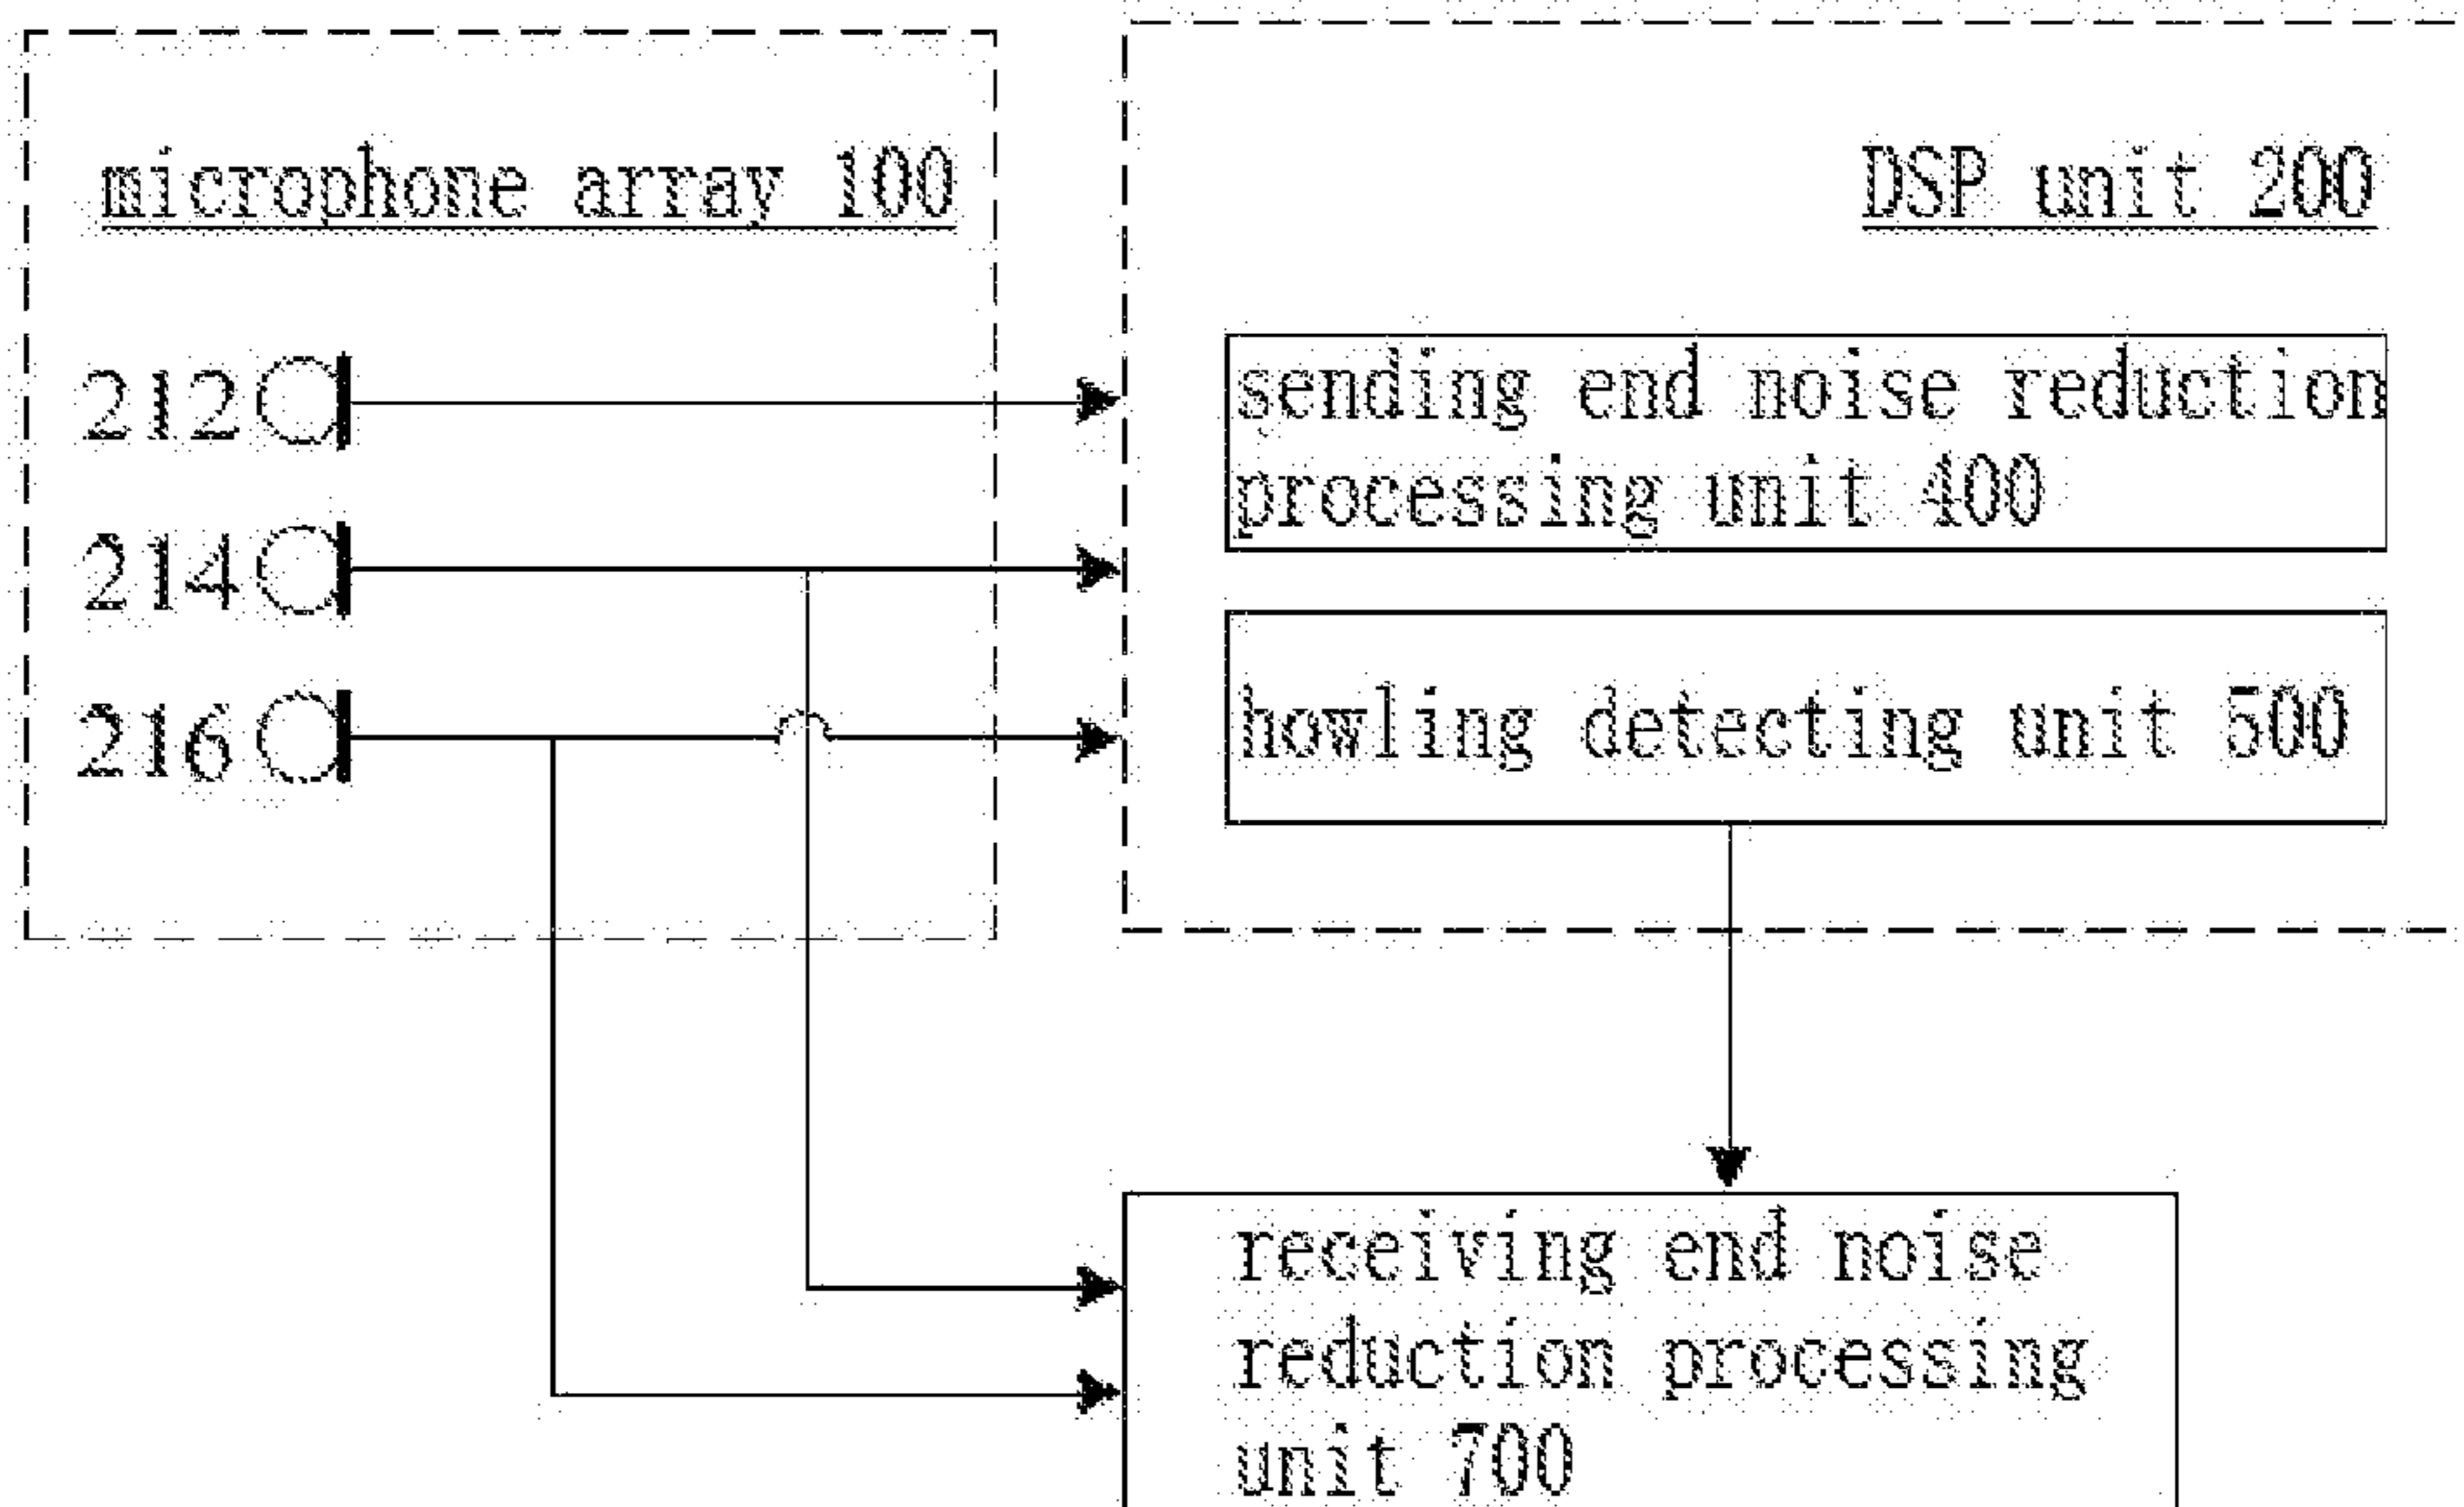 microphone array 100
DSP unit 200
212
sending end noise reduction
processing unit 400
214
216
howling detecting unit 500
receiving end noise
reduction processing
unit 700